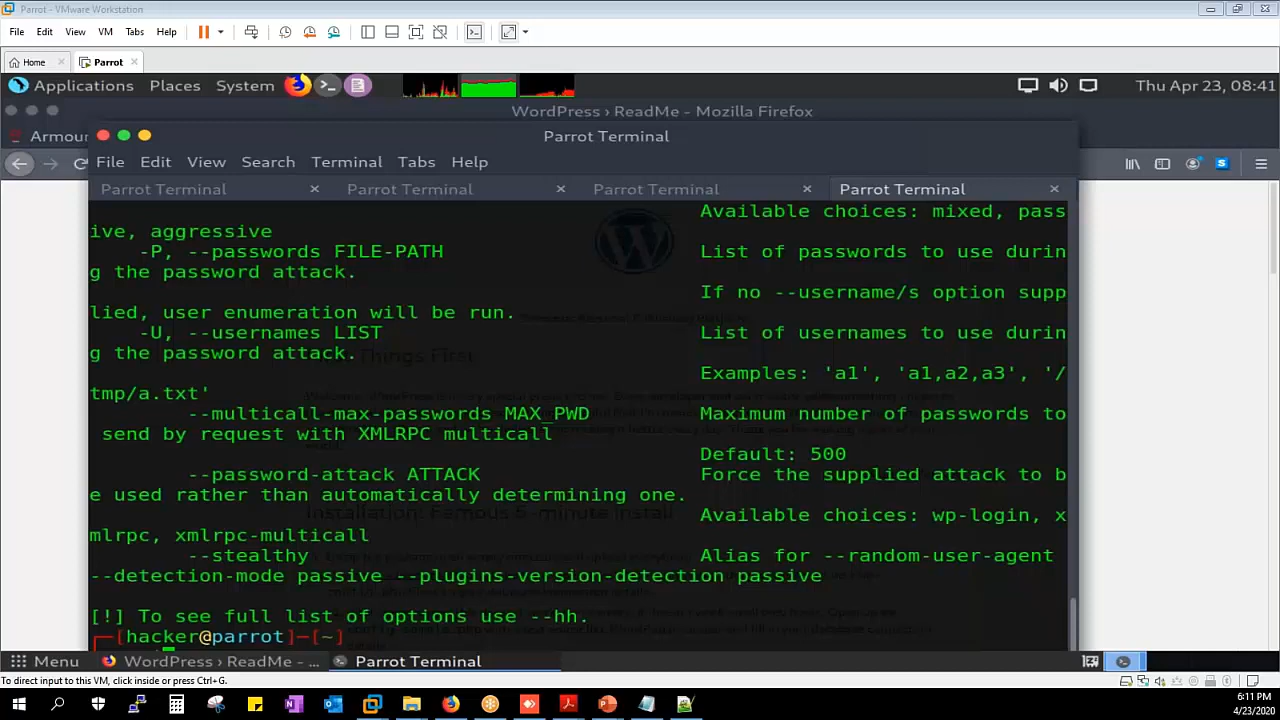 Parrot - VMware Workstation
File Edit View VM Tabs Help
Home Parrot
Applications Places System Thu Apr 23, 08:41
WordPress › ReadMe - Mozilla Firefox
Armou
Parrot Terminal
File Edit View Search Terminal Tabs Help
Parrot Terminal Parrot Terminal Parrot Terminal Parrot Terminal
Available choices: mixed, pass
ive, aggressive
-P, --passwords FILE-PATH List of passwords to use durin
g the password attack.
If no --username/s option supp
lied, user enumeration will be run.
-U, --usernames LIST List of usernames to use durin
g the password attack.
Things First
Examples: 'a1', 'a1,a2,a3', '/
tmp/a.txt'
--multicall-max-passwords MAX_PWD Maximum number of passwords to
send by request with XMLRPC multicall
Default: 500
--password-attack ATTACK Force the supplied attack to b
e used rather than automatically determining one.
Installation: Famous 5-minute install
Available choices: wp-login, x
mlrpc, xmlrpc-multicall
--stealthy Alias for --random-user-agent
--detection-mode passive --plugins-version-detection passive
[!] To see full list of options use --hh.
[hacker@parrot]─[~]
Menu WordPress › ReadMe - ... Parrot Terminal
To direct input to this VM, click inside or press Ctrl+G.
6:11 PM
4/23/2020